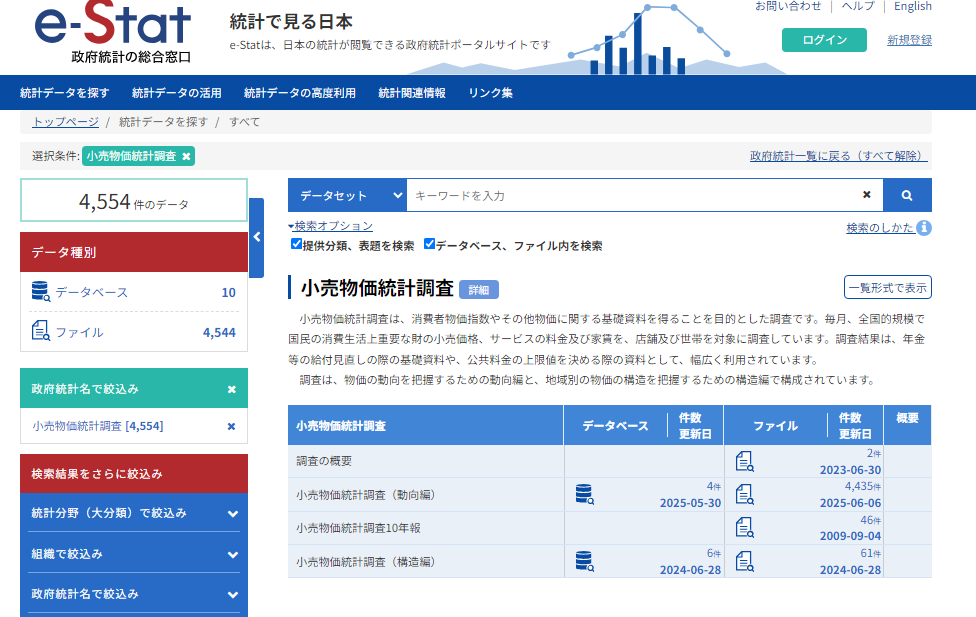 e-Stat
政府統計の総合窓口
統計で見る日本
e-Statは、日本の統計が閲覧できる政府統計ポータルサイトです
お問い合わせ | ヘルプ | English
ログイン 新規登録
統計データを探す 統計データの活用 統計データの高度利用 統計関連情報 リンク集
トップページ / 統計データを探す / すべて
選択条件: 小売物価統計調査 ✖ 政府統計一覧に戻る（すべて解除）
4,554 件のデータ
データ種別
データベース 10
ファイル 4,544
政府統計名で絞込み ✖
小売物価統計調査 [4,554] ✖
検索結果をさらに絞込み
統計分野（大分類）で絞込み
組織で絞込み
政府統計名で絞込み
データセット キーワードを入力 ✖
検索オプション 検索のしかた
提供分類、表題を検索 データベース、ファイル内を検索
小売物価統計調査 詳細 一覧形式で表示
小売物価統計調査は、消費者物価指数やその他物価に関する基礎資料を得ることを目的とした調査です。毎月、全国的規模で
国民の消費生活上重要な財の小売価格、サービスの料金及び家賃を、店舗及び世帯を対象に調査しています。調査結果は、年金
等の給付見直しの際の基礎資料や、公共料金の上限値を決める際の資料として、幅広く利用されています。
調査は、物価の動向を把握するための動向編と、地域別の物価の構造を把握するための構造編で構成されています。
小売物価統計調査 データベース 件数 ファイル 件数 概要
更新日 更新日
調査の概要 2件
2023-06-30
小売物価統計調査（動向編） 4件 4,435件
2025-05-30 2025-06-06
小売物価統計調査10年報 46件
2009-09-04
小売物価統計調査（構造編） 6件 61件
2024-06-28 2024-06-28